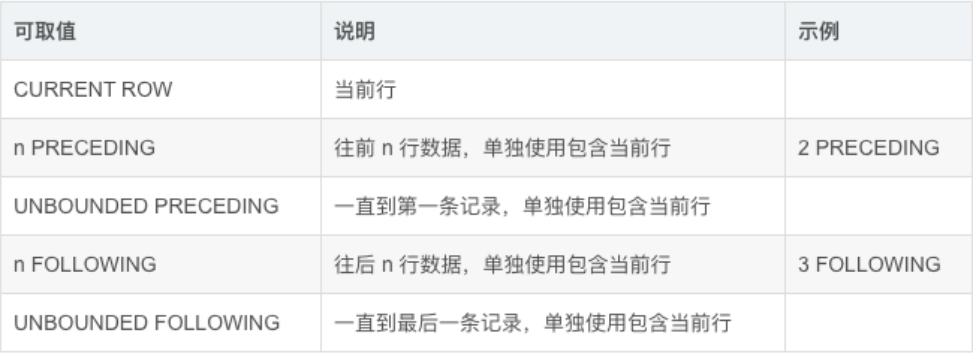 可取值 说明 示例
CURRENT ROW 当前行
n PRECEDING 往前 n 行数据，单独使用包含当前行 2 PRECEDING
UNBOUNDED PRECEDING 一直到第一条记录，单独使用包含当前行
n FOLLOWING 往后 n 行数据，单独使用包含当前行 3 FOLLOWING
UNBOUNDED FOLLOWING 一直到最后一条记录，单独使用包含当前行